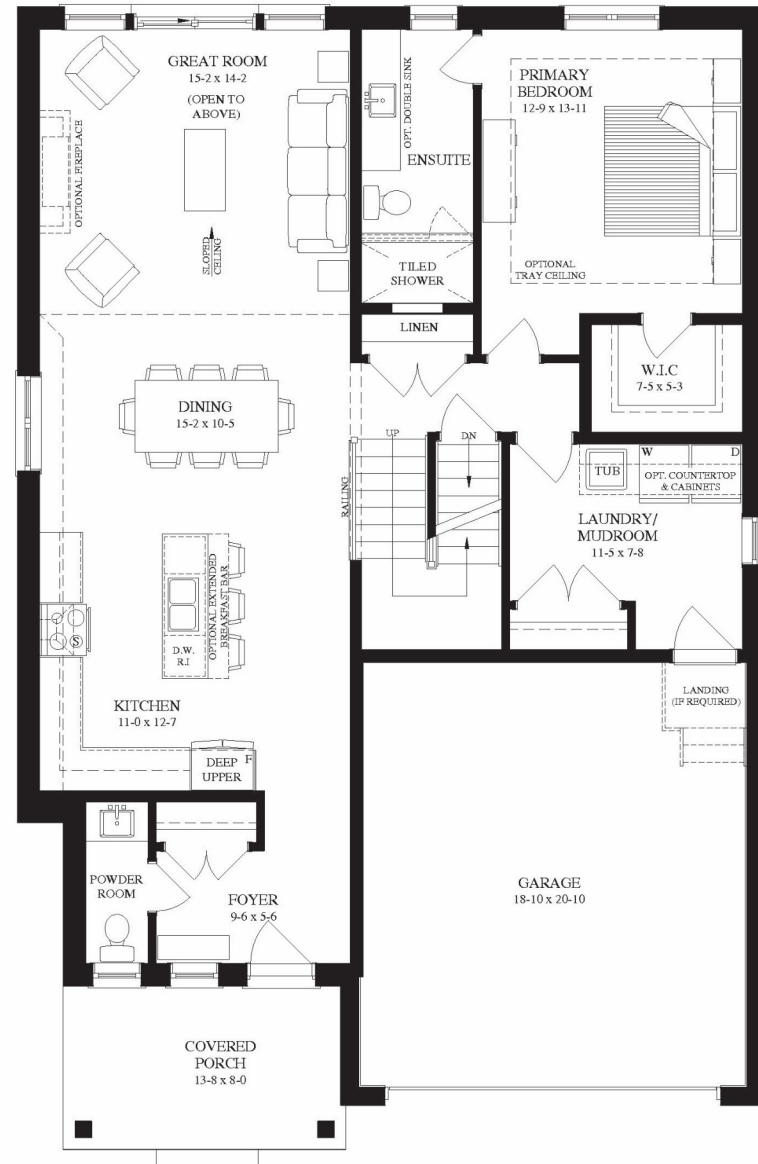 GREAT ROOM
15-2 x 14-2
(OPEN TO
ABOVE)
OPTIONAL FIREPLACE
SLOPED
CEILING
OPT. DOUBLE SINK
ENSUITE
TILED
SHOWER
PRIMARY
BEDROOM
12-9 x 13-11
OPTIONAL
TRAY CEILING
LINEN
W.I.C
7-5 x 5-3
DINING
15-2 x 10-5
UP
DN
RAILING
W
D
TUB
OPT. COUNTERTOP
& CABINETS
LAUNDRY/
MUDROOM
11-5 x 7-8
OPTIONAL EXTENDED
BREAKFAST BAR
D.W.
R.I
S
KITCHEN
11-0 x 12-7
F
DEEP
UPPER
LANDING
(IF REQUIRED)
POWDER
ROOM
FOYER
9-6 x 5-6
GARAGE
18-10 x 20-10
COVERED
PORCH
13-8 x 8-0